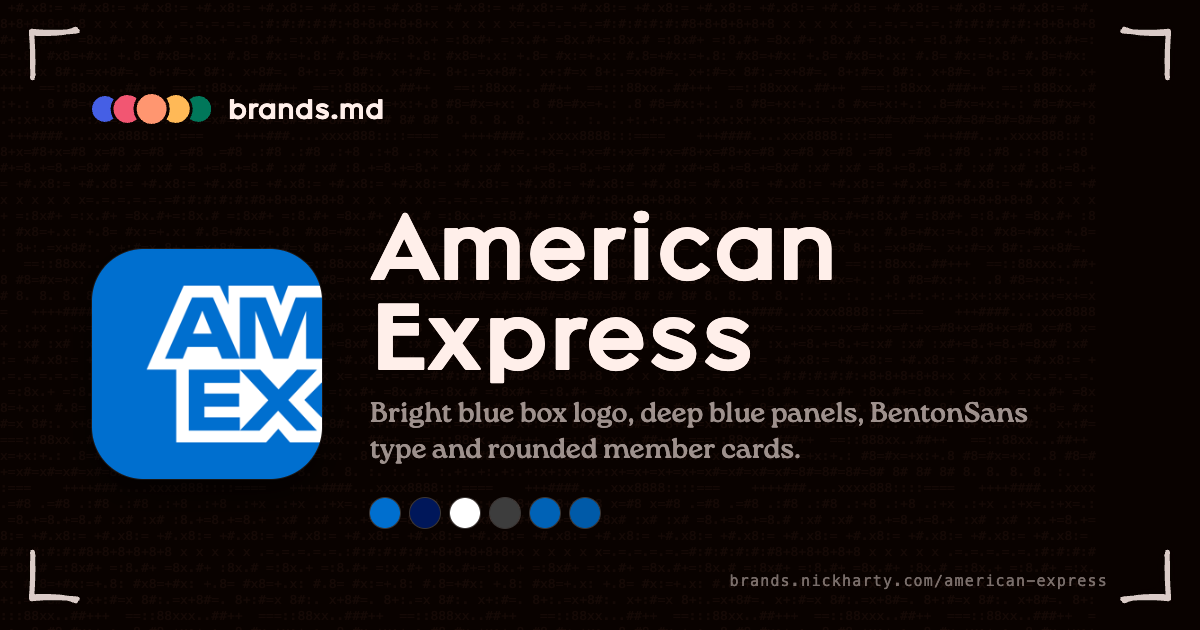 brands.md
American
Express
AM
EX
Bright blue box logo, deep blue panels, BentonSans
type and rounded member cards.
brands.nickharty.com/american-express